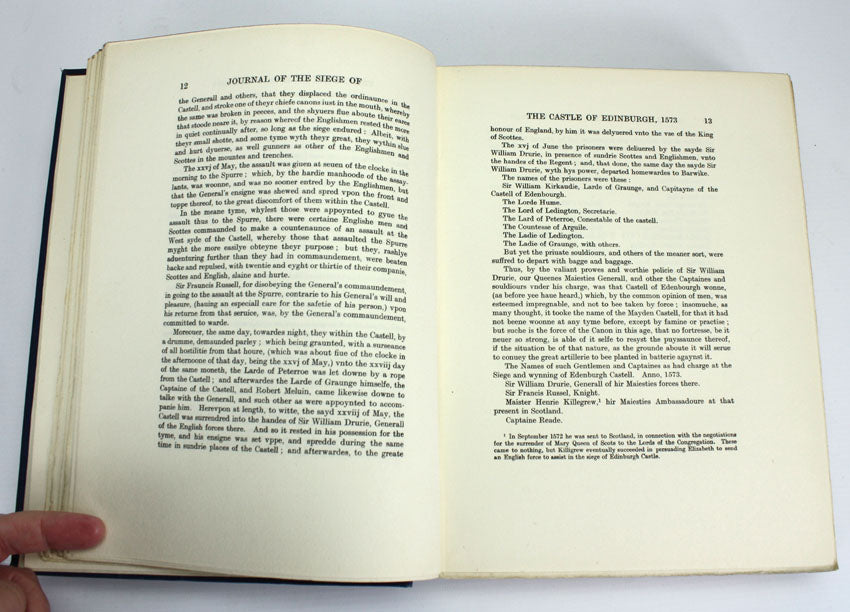 12 JOURNAL OF THE SIEGE OF
the Generall and others, that they displaced the ordinaunce in the
Castell, and stroke one of theyr chiefe canons iust in the mouth, whereby
the same was broken in peeces, and the shyuers flue aboute their eares
that stoode neare it, by reason whereof the Englishmen rested the more
in quiet continually after, so long as the siege endured : Albeit, with
theyr small shotte, and some tyme wyth theyr great, they wythin slue
and hurt dyuerse, as well gunners as other of the Englishmen and
Scottes in the mountes and trenches.
The xxvj of May, the assault was giuen at seuen of the clocke in the
morning to the Spurre ; which, by the hardie manhoode of the assay-
lants, was woonne, and was no sooner entred by the Englishmen, but
that the General's ensigne was shewed and spred vpon the front and
toppe thereof, to the great discomfort of them within the Castell.
In the meane tyme, whylest those were appoynted to gyue the
assault thus to the Spurre, there were certaine Englishe men and
Scottes commaunded to make a countenaunce of an assault at the
West syde of the Castell, whereby those that assaulted the Spurre
myght the more easilye obteyne theyr purpose ; but they, rashlye
aduenturing further than they had in commaundement, were beaten
backe and repulsed, with twentie and eyght or thirtie of their companie,
Scottes and English, slaine and hurte.
Sir Francis Russell, for disobeying the General's commaundement,
in going to the assault at the Spurre, contrarie to his General's will and
pleasure, (hauing an especiall care for the safetie of his person,) vpon
his returne from that seruice, was, by the General's commaundement,
committed to warde.
Moreouer, the same day, towardes night, they within the Castell, by
a drumme, demaunded parley ; which being graunted, with a surseance
of all hostilitie from that houre, (which was about fiue of the clocke in
the afternoone of that day, being the xxvj of May,) vnto the xxviij day
of the same moneth, the Larde of Peterroe was let downe by a rope
from the Castell ; and afterwardes the Larde of Graunge himselfe, the
Captaine of the Castell, and Robert Meluin, came likewise downe to
talke with the Generall, and such other as were appoynted to accom-
panie him. Herevpon at length, to witte, the sayd xxviij of May, the
Castell was surrendred into the handes of Sir William Drurie, Generall
of the English forces there. And so it rested in his possession for the
tyme, and his ensigne was set vppe, and spredde during the same
time in sundrie places of the Castell ; and afterwardes, to the greate
THE CASTLE OF EDINBURGH, 1573 13
honour of England, by him it was delyuered vnto the vse of the King
of Scottes.
The xvj of June the prisoners were deliuered by the sayde Sir
William Drurie, in presence of sundrie Scottes and Englishmen, vnto
the handes of the Regent ; and, that done, the same day the sayde Sir
William Drurie, wyth hys power, departed homewardes to Barwike.
The names of the prisoners were these :
Sir William Kirkaudie, Larde of Graunge, and Capitayne of the
Castell of Edenbourgh.
The Lorde Hume.
The Lord of Ledington, Secretarie.
The Lard of Peterroe, Conestable of the castell.
The Countesse of Arguile.
The Ladie of Ledington.
The Ladie of Graunge, with others.
But yet the priuate souldiours, and others of the meaner sort, were
suffred to depart with bagge and baggage.
Thus, by the valiant prowes and worthie policie of Sir William
Drurie, our Queenes Maiesties Generall, and other the Captaines and
souldiours vnder his charge, was that Castell of Edenbourgh wonne,
(as before yee haue heard,) which, by the common opinion of men, was
esteemed impregnable, and not to bee taken by force ; insomuche, as
many thought, it tooke the name of the Mayden Castell, for that it had
not beene woonne at any tyme before, except by famine or practise ;
but suche is the force of the Canon in this age, that no fortresse, be it
neuer so strong, is able of it selfe to resyst the puyssaunce thereof,
if the situation be of that nature, as the grounde aboute it will serue
to conuey the great artillerie to bee planted in batterie agaynst it.
The Names of such Gentlemen and Captaines as had charge at the
Siege and wynning of Edenburgh Castell. Anno, 1573.
Sir William Drurie, Generall of hir Maiesties forces there.
Sir Francis Russel, Knight.
Maister Henrie Killegrew,¹ hir Maiesties Ambassadoure at that
present in Scotland.
Captaine Reade.
¹ In September 1572 he was sent to Scotland, in connection with the negotiations
for the surrender of Mary Queen of Scots to the Lords of the Congregation. These
came to nothing, but Killigrew eventually succeeded in persuading Elizabeth to send
an English force to assist in the siege of Edinburgh Castle.